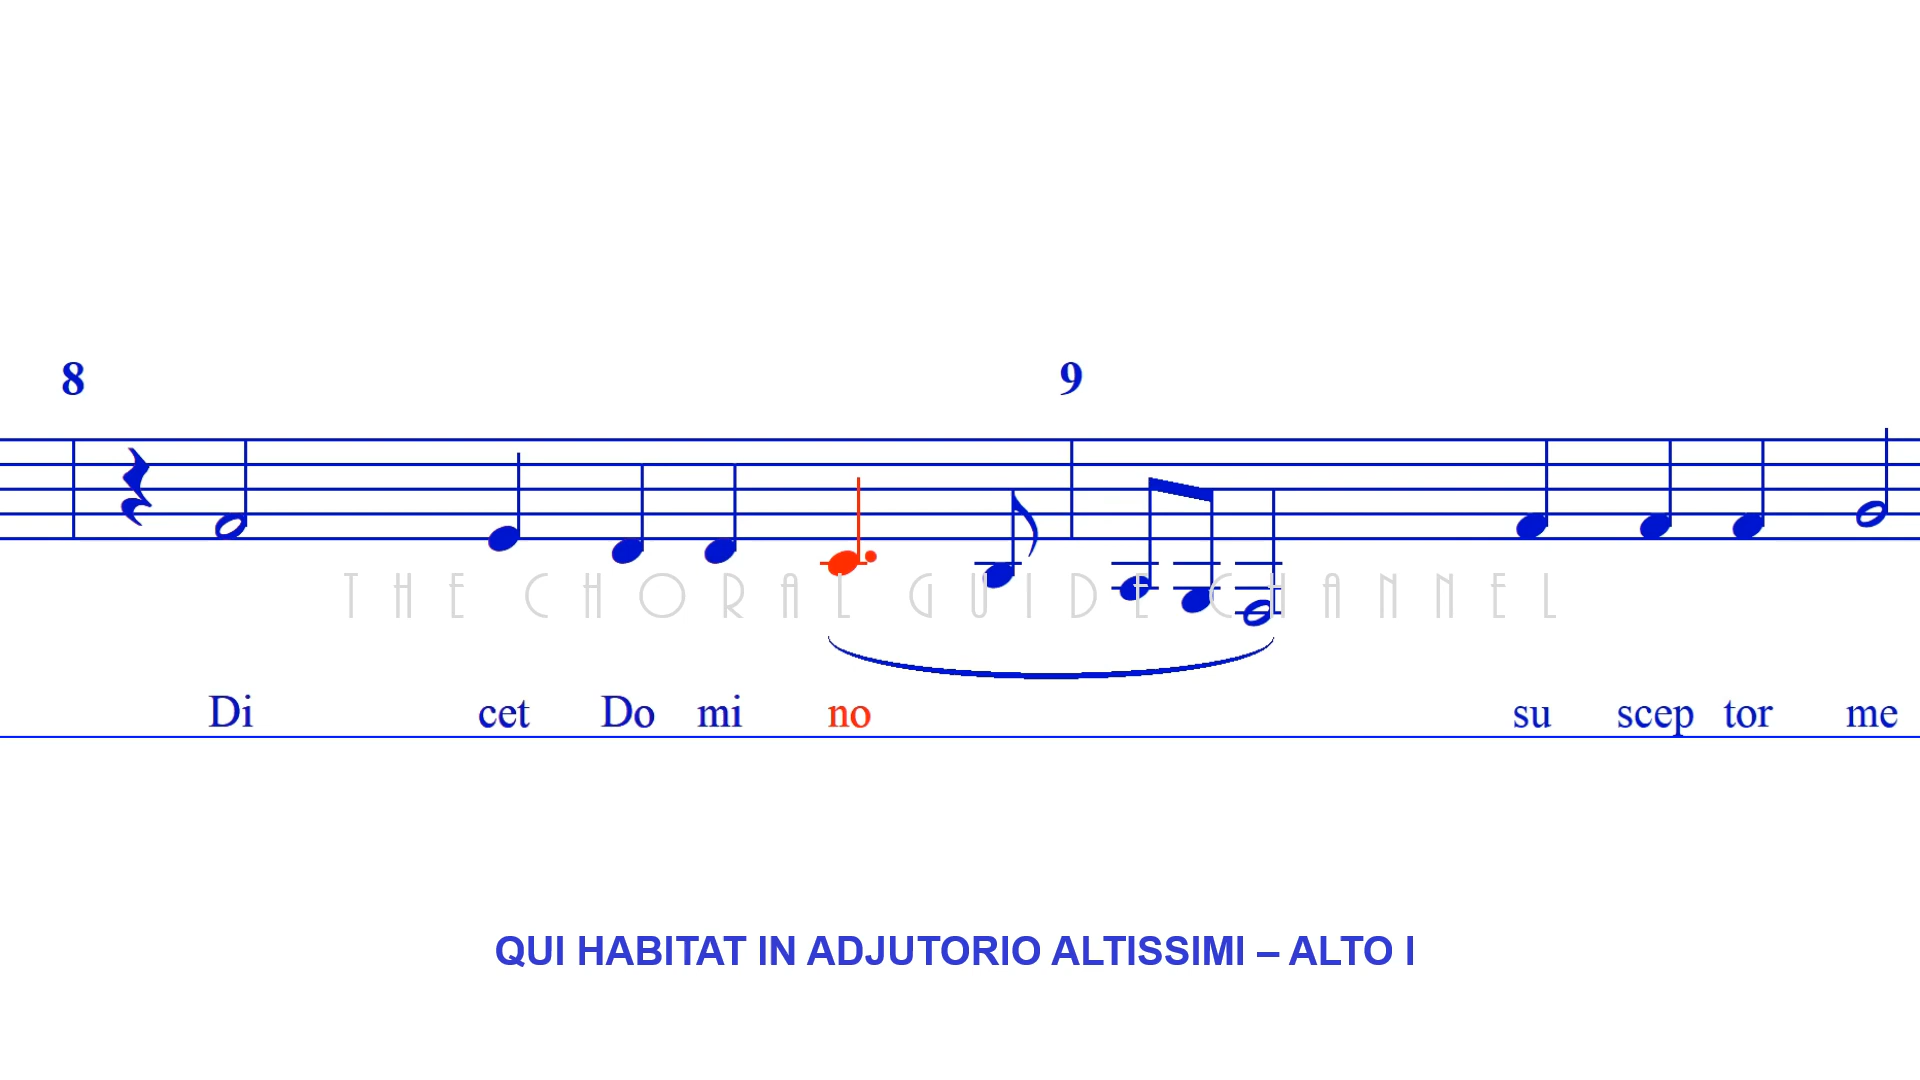 8 9
THE CHORAL GUIDE CHANNEL
Di cet Do mi no su scep tor me
QUI HABITAT IN ADJUTORIO ALTISSIMI – ALTO I